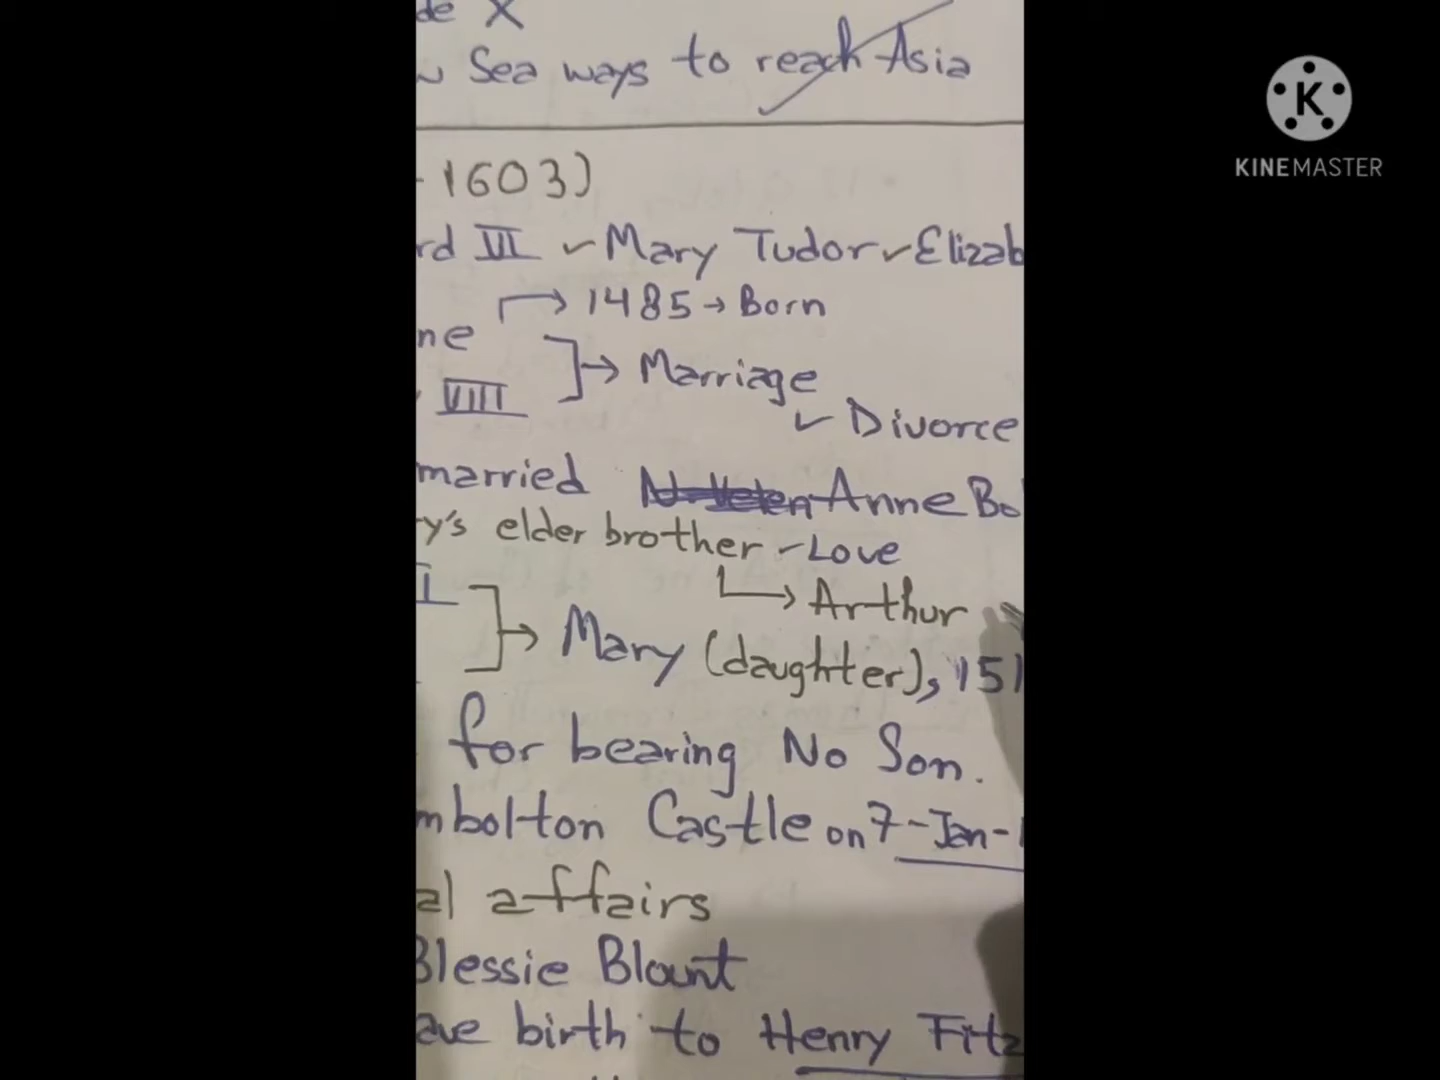 de X
Sea ways to reach Asia
-1603)
rd VI ✓ Mary Tudor ✓ Elizab
→ 1485 → Born
ne
] → Marriage
VIII
✓ Divorce
married Anne Bo
y's elder brother - Love
→ Arthur
I
] → Mary (daughter), 151
for bearing No Son.
mbolton Castle on 7-Jan-1
al affairs
Blessie Blount
ave birth to Henry Fitz
K
KINEMASTER